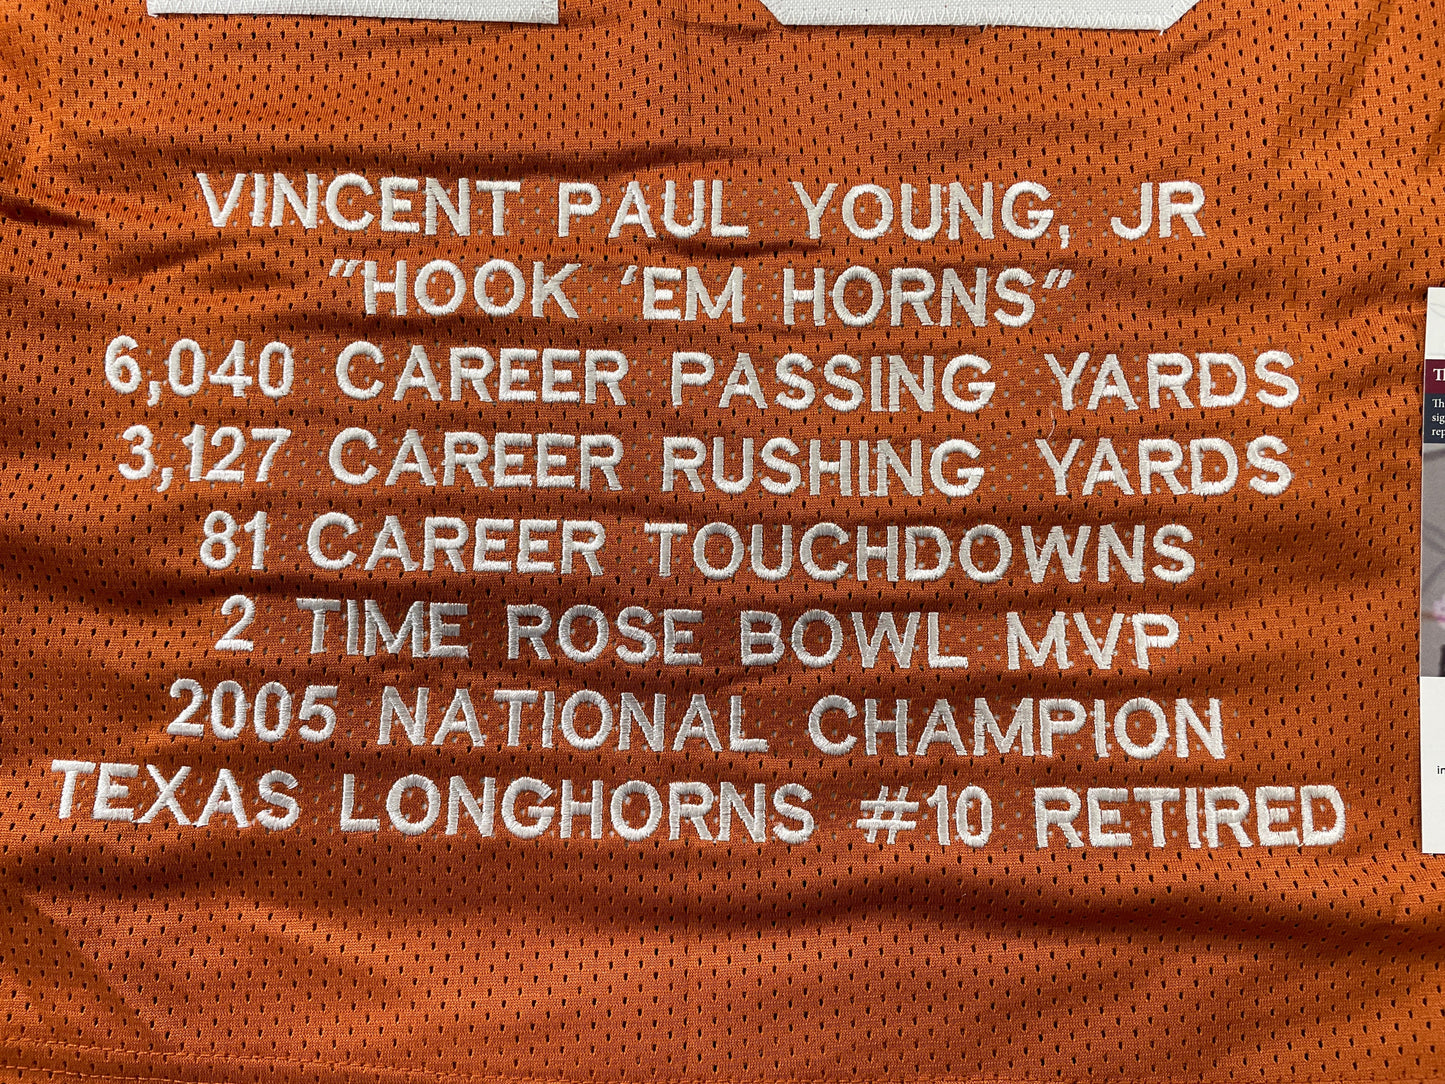 VINCENT PAUL YOUNG, JR
"HOOK 'EM HORNS"
6,040 CAREER PASSING YARDS
3,127 CAREER RUSHING YARDS
81 CAREER TOUCHDOWNS
2 TIME ROSE BOWL MVP
2005 NATIONAL CHAMPION
TEXAS LONGHORNS #10 RETIRED